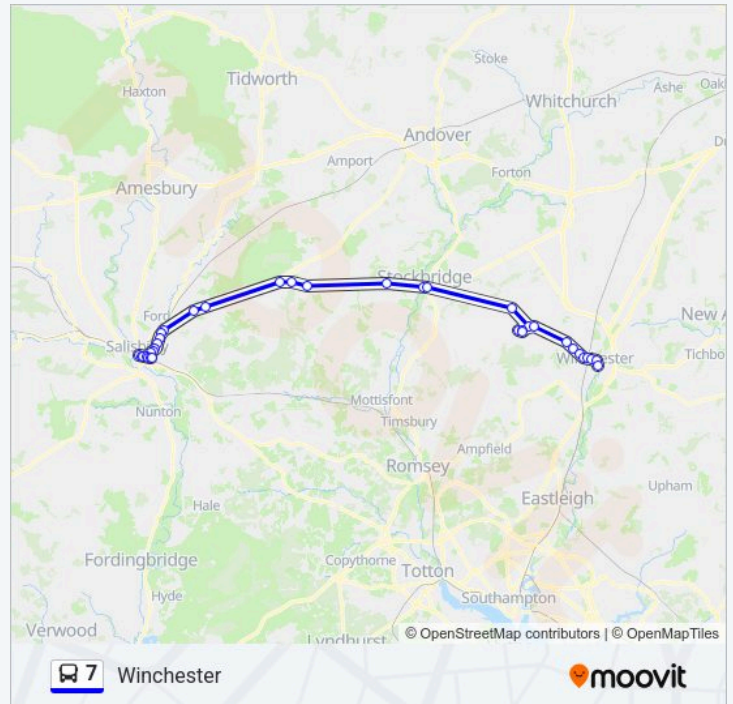 Stoke
Tidworth
Haxton
Ashe
Oak
Whitchurch
Andover
Amport
Forton
Amesbury
Stockbridge
Ford
New A
Salisbury
Winchester
Tichbo
Nunton
Mottisfont
Timsbury
Ampfield
Romsey
Upham
Hale
Eastleigh
Fordingbridge
Copythorne
Totton
Hyde
Southampton
Verwood
Lyndhurst
© OpenStreetMap contributors | © OpenMapTiles
7 Winchester
moovit